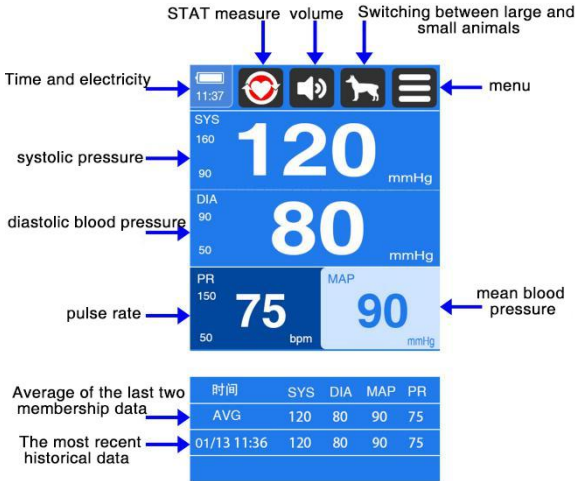 STAT measure
volume
Switching between large and
small animals
Time and electricity
11:37
menu
SYS
160
120
90
mmHg
systolic pressure
DIA
90
80
50
mmHg
diastolic blood pressure
PR
150
75
50
bpm
pulse rate
MAP
90
mmHg
mean blood
pressure
时间 SYS DIA MAP PR
Average of the last two
membership data
AVG 120 80 90 75
The most recent
historical data
01/13 11:36 120 80 90 75